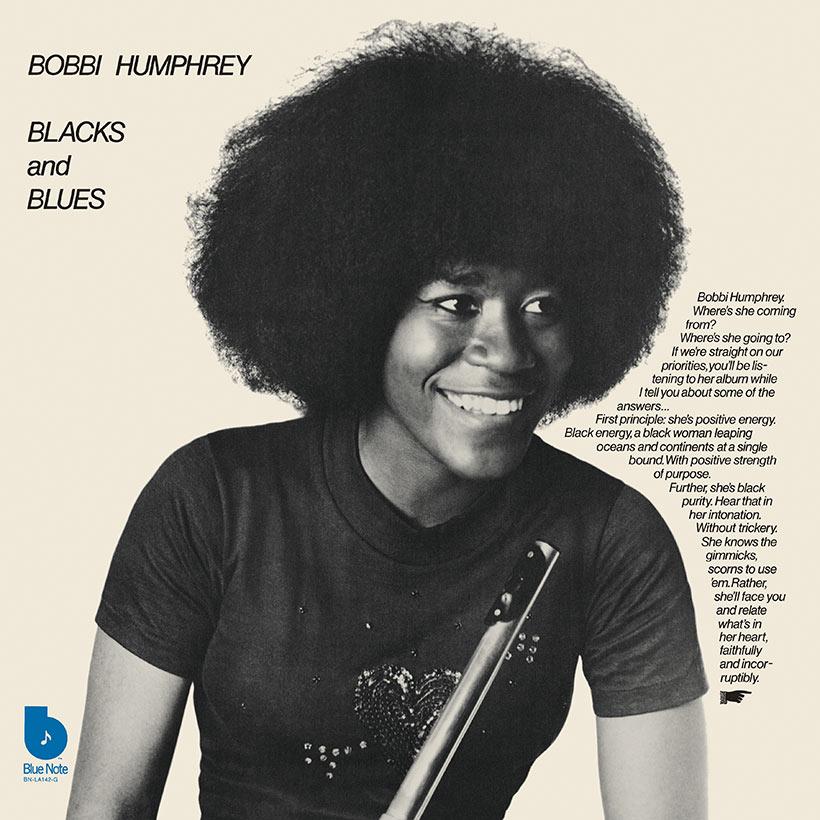 BOBBI HUMPHREY
BLACKS
and
BLUES
Bobbi Humphrey.
Where's she coming
from?
Where's she going to?
If we're straight on our
priorities, you'll be lis-
tening to her album while
I tell you about some of the
answers...
First principle: she's positive energy.
Black energy, a black woman leaping
oceans and continents at a single
bound. With positive strength
of purpose.
Further, she's black
purity. Hear that in
her intonation.
Without trickery.
She knows the
gimmicks,
scorns to use
'em. Rather,
she'll face you
and relate
what's in
her heart,
faithfully
and incor-
ruptibly.
Blue Note
BN-LA142-G